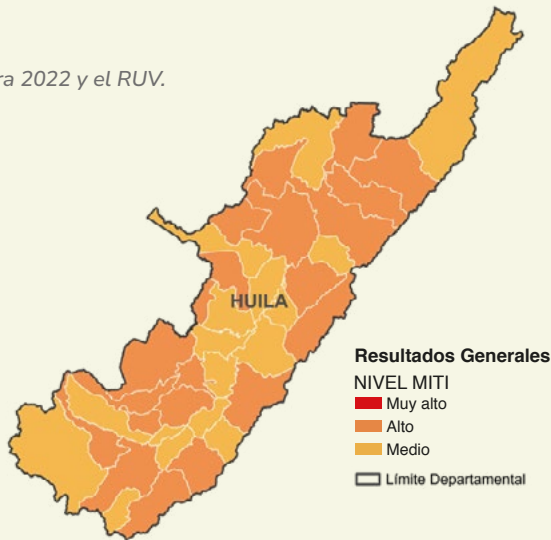 ra 2022 y el RUV.
HUILA
Resultados Generales
NIVEL MITI
Muy alto
Alto
Medio
Límite Departamental